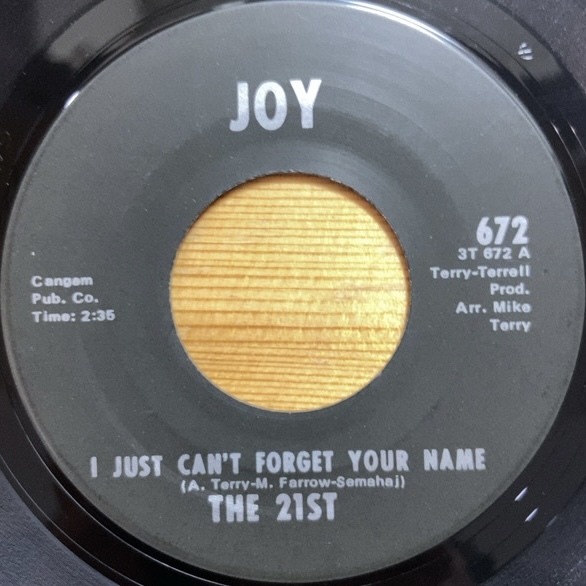 JOY
672
3T 672 A
Terry-Terrell
Prod.
Arr. Mike
Terry
Cangem
Pub. Co.
Time: 2:35
I JUST CAN'T FORGET YOUR NAME
(A. Terry-M. Farrow-Semahaj)
THE 21ST